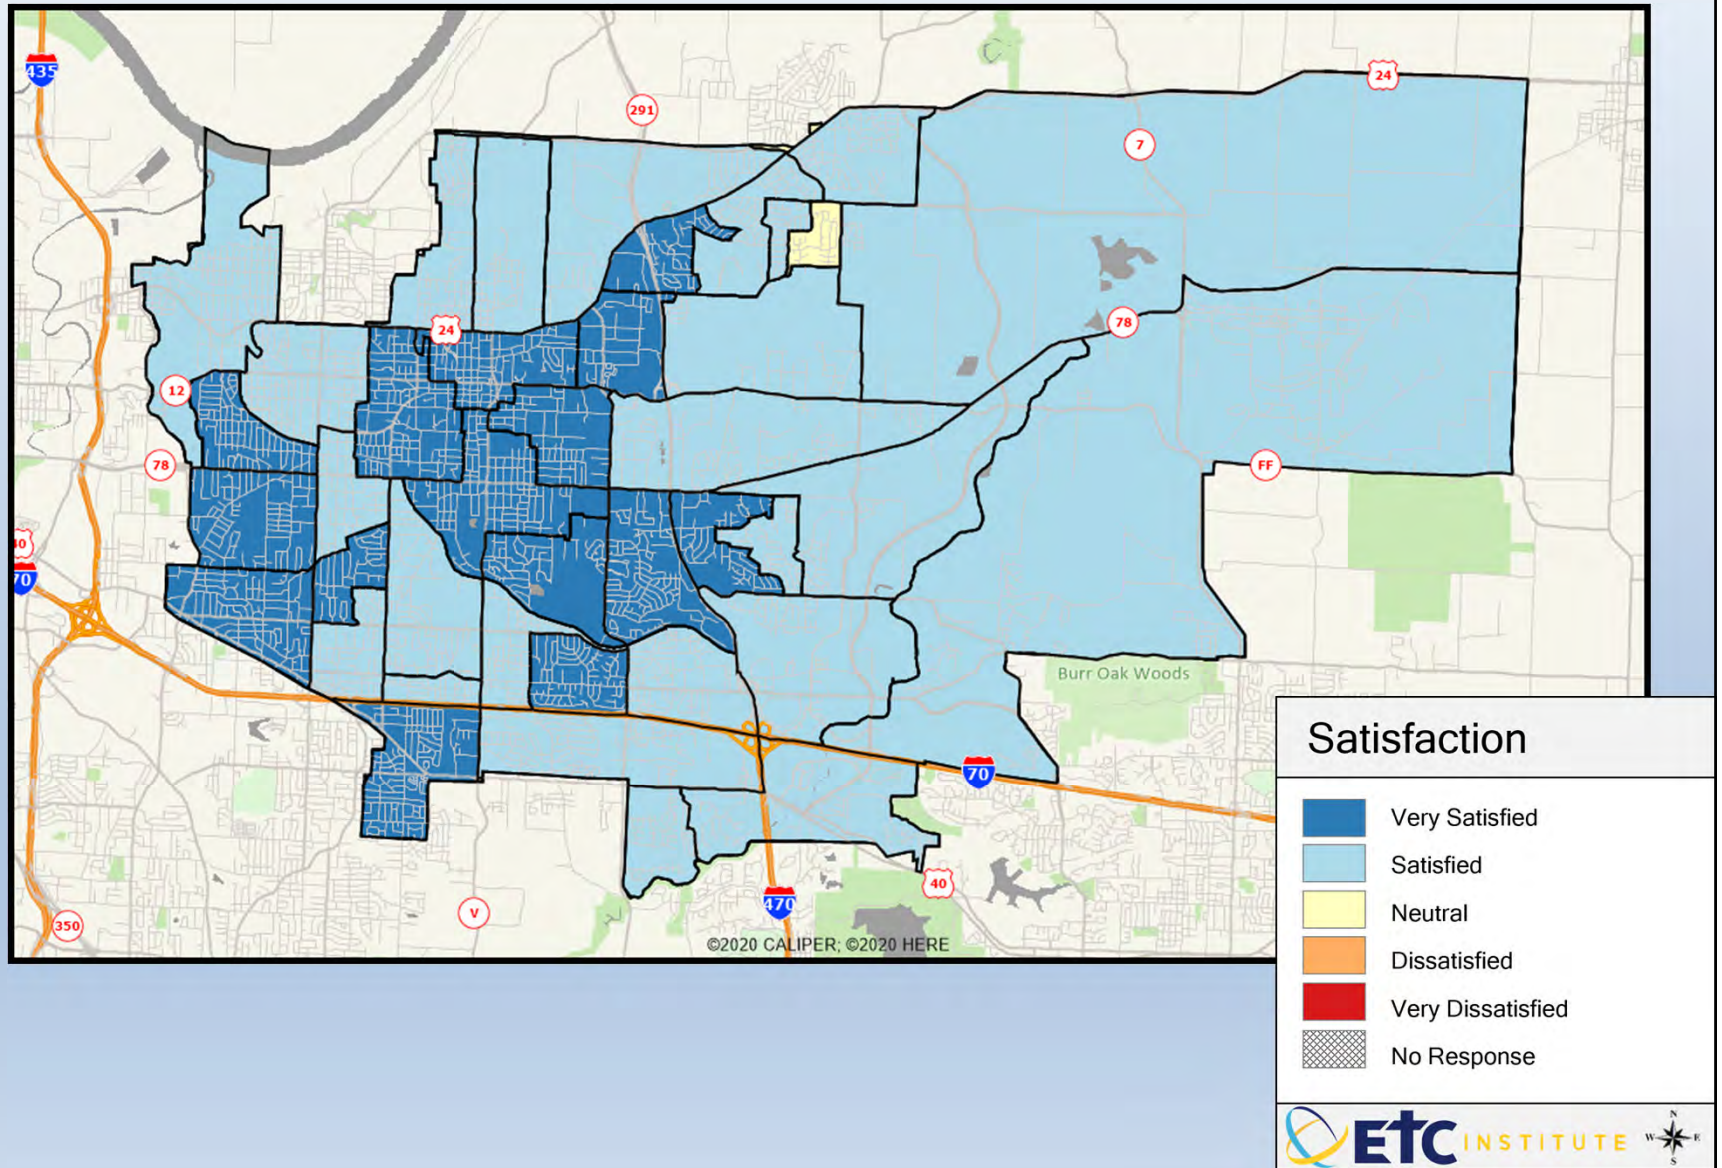 435
24
291
7
24
78
12
78
FF
40
70
Burr Oak Woods
70
40
470
V
350
©2020 CALIPER; ©2020 HERE
Satisfaction
Very Satisfied
Satisfied
Neutral
Dissatisfied
Very Dissatisfied
No Response
ETC INSTITUTE
N
W E
S